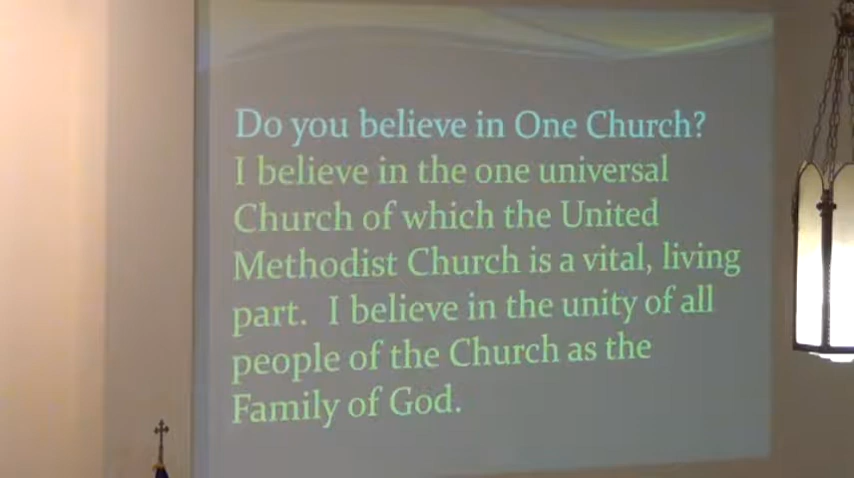 Do you believe in One Church?
I believe in the one universal
Church of which the United
Methodist Church is a vital, living
part. I believe in the unity of all
people of the Church as the
Family of God.